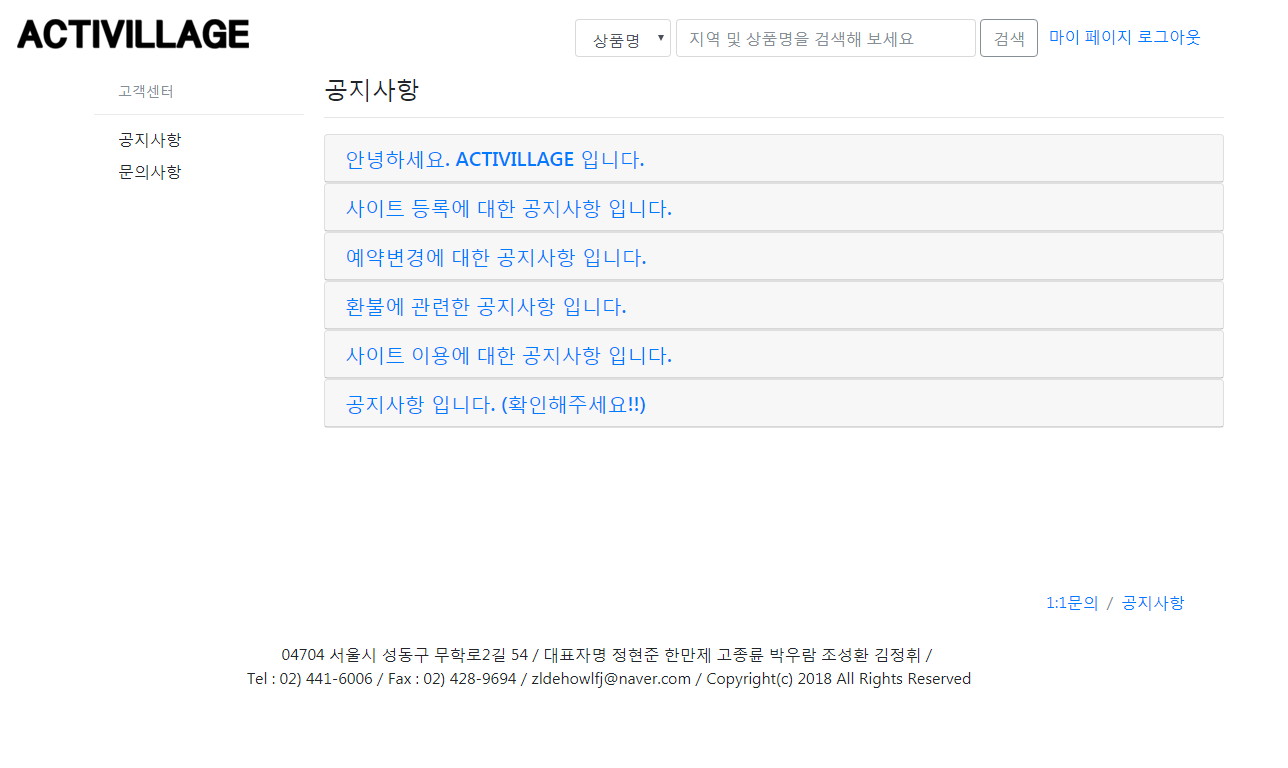 ACTIVILLAGE
상품명 지역 및 상품명을 검색해 보세요 검색 마이 페이지 로그아웃
고객센터
공지사항
문의사항
공지사항
안녕하세요. ACTIVILLAGE 입니다.
사이트 등록에 대한 공지사항 입니다.
예약변경에 대한 공지사항 입니다.
환불에 관련한 공지사항 입니다.
사이트 이용에 대한 공지사항 입니다.
공지사항 입니다. (확인해주세요!!)
1:1문의 / 공지사항
04704 서울시 성동구 무학로2길 54 / 대표자명 정현준 한만제 고종륜 박우람 조성환 김정휘 /
Tel : 02) 441-6006 / Fax : 02) 428-9694 / zldehowlfj@naver.com / Copyright(c) 2018 All Rights Reserved